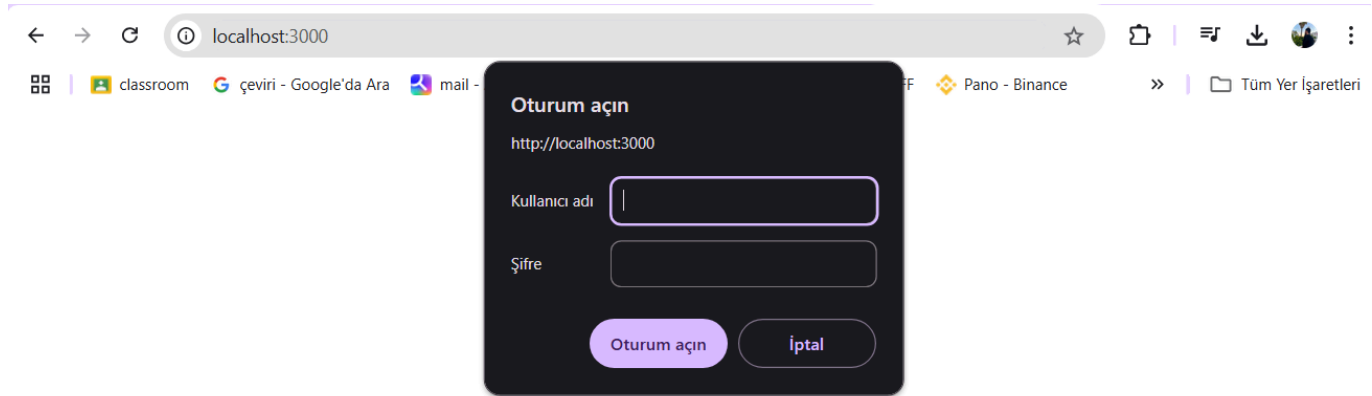 localhost:3000
classroom
çeviri - Google'da Ara
mail -
FF
Pano - Binance
Tüm Yer İşaretleri
Oturum açın
http://localhost:3000
Kullanıcı adı
Şifre
Oturum açın
İptal